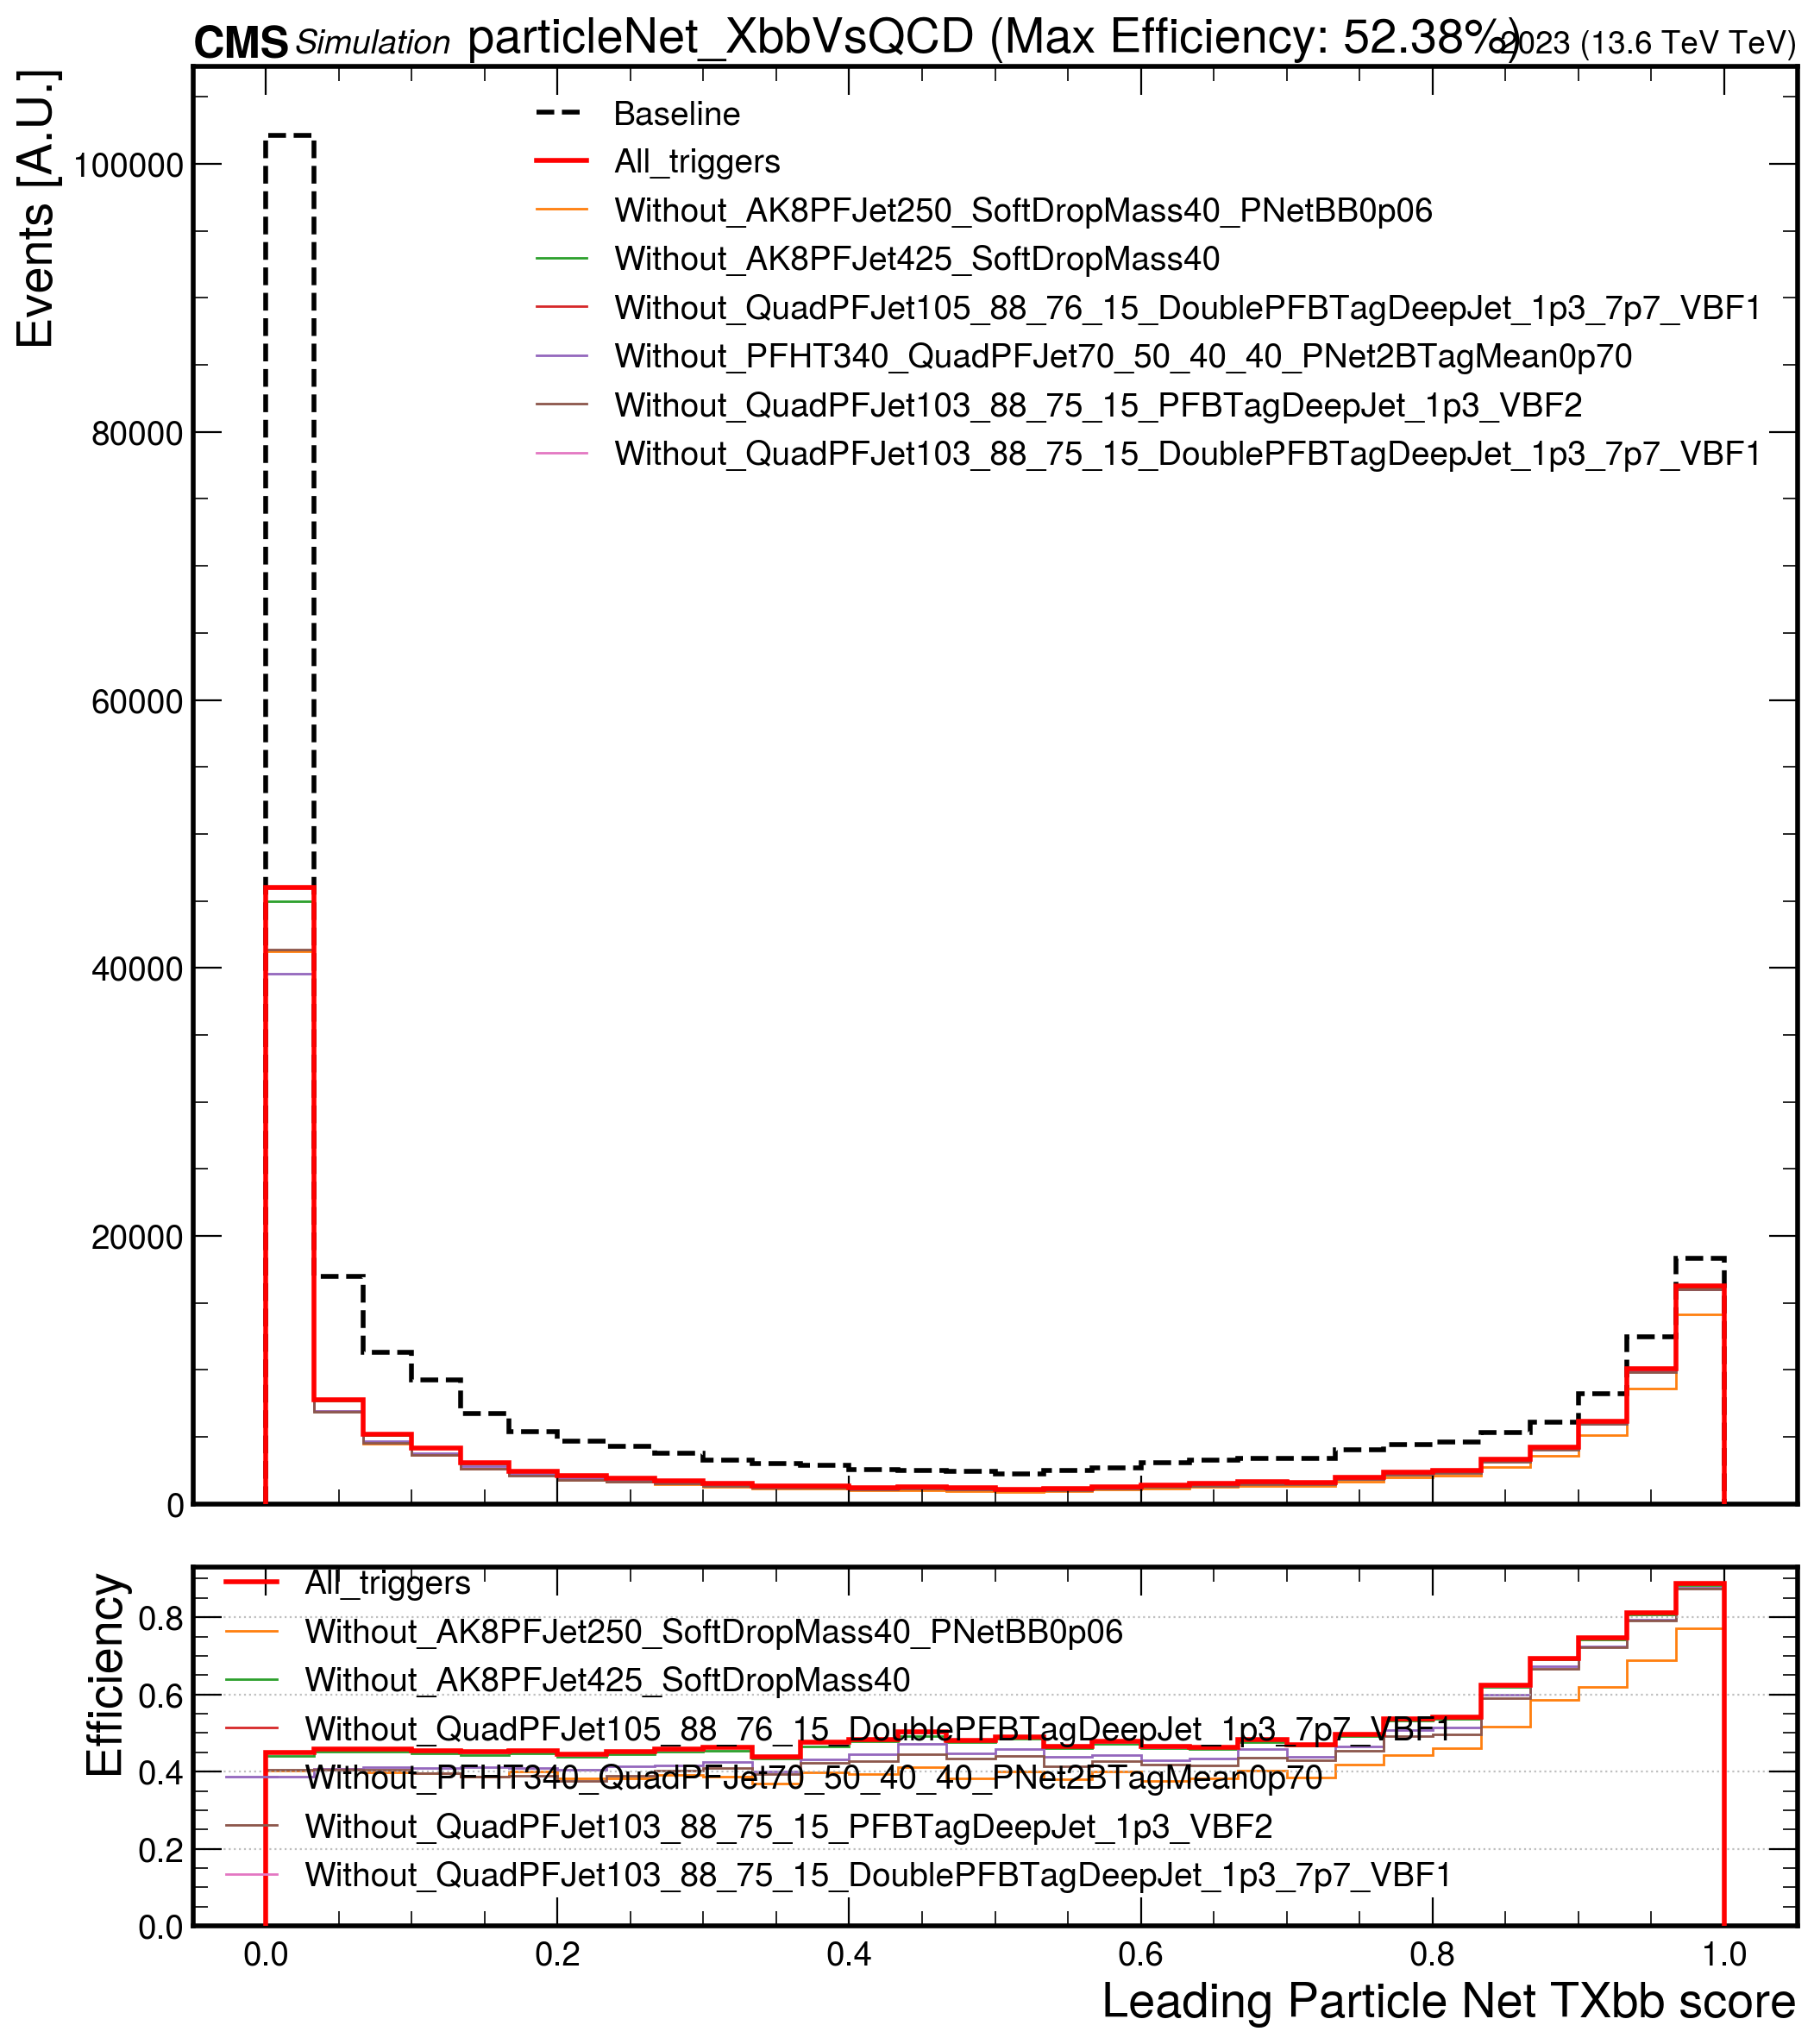 CMS Simulation particleNet_XbbVsQCD (Max Efficiency: 52.38%) 2023 (13.6 TeV TeV)
Events [A.U.]
100000
80000
60000
40000
20000
0
Baseline
All_triggers
Without_AK8PFJet250_SoftDropMass40_PNetBB0p06
Without_AK8PFJet425_SoftDropMass40
Without_QuadPFJet105_88_76_15_DoublePFBTagDeepJet_1p3_7p7_VBF1
Without_PFHT340_QuadPFJet70_50_40_40_PNet2BTagMean0p70
Without_QuadPFJet103_88_75_15_PFBTagDeepJet_1p3_VBF2
Without_QuadPFJet103_88_75_15_DoublePFBTagDeepJet_1p3_7p7_VBF1
Efficiency
0.8
0.6
0.4
0.2
0.0
All_triggers
Without_AK8PFJet250_SoftDropMass40_PNetBB0p06
Without_AK8PFJet425_SoftDropMass40
Without_QuadPFJet105_88_76_15_DoublePFBTagDeepJet_1p3_7p7_VBF1
Without_PFHT340_QuadPFJet70_50_40_40_PNet2BTagMean0p70
Without_QuadPFJet103_88_75_15_PFBTagDeepJet_1p3_VBF2
Without_QuadPFJet103_88_75_15_DoublePFBTagDeepJet_1p3_7p7_VBF1
0.0 0.2 0.4 0.6 0.8 1.0
Leading Particle Net TXbb score